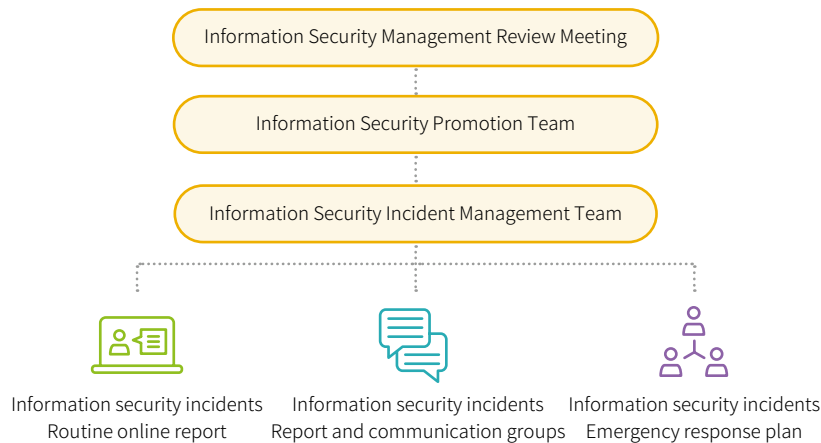 Information Security Management Review Meeting
Information Security Promotion Team
Information Security Incident Management Team
Information security incidents
Routine online report
Information security incidents
Report and communication groups
Information security incidents
Emergency response plan